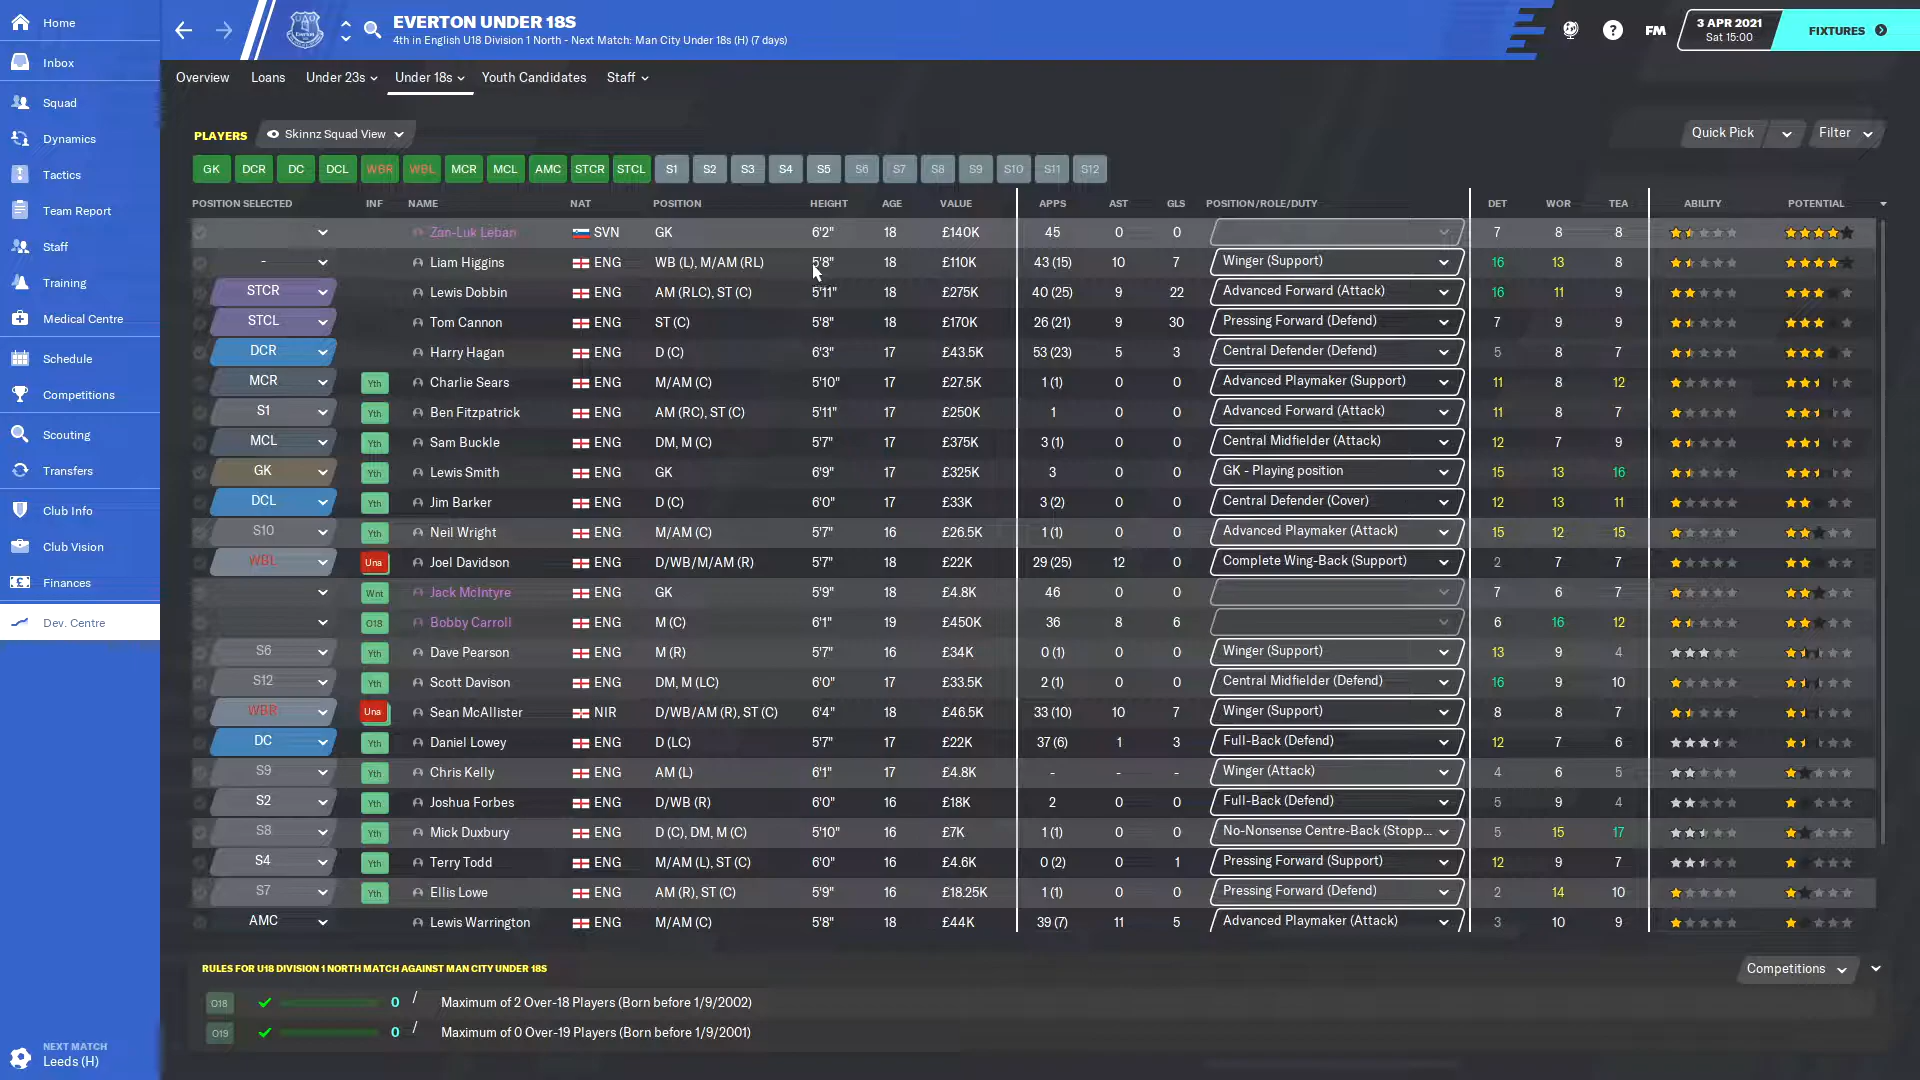 Home
Inbox
Squad
Dynamics
Tactics
Team Report
Staff
Training
Medical Centre
Schedule
Competitions
Scouting
Transfers
Club Info
Club Vision
Finances
Dev. Centre
NEXT MATCH
Leeds (H)
EVERTON UNDER 18S
4th in English U18 Division 1 North - Next Match: Man City Under 18s (H) (7 days)
FM
3 APR 2021
Sat 15:00
FIXTURES
Overview Loans Under 23s Under 18s Youth Candidates Staff
PLAYERS Skinnz Squad View Quick Pick Filter
GK DCR DC DCL WBR WBL MCR MCL AMC STCR STCL S1 S2 S3 S4 S5 S6 S7 S8 S9 S10 S11 S12
POSITION SELECTED INF NAME NAT POSITION HEIGHT AGE VALUE APPS AST GLS POSITION/ROLE/DUTY DET WOR TEA ABILITY POTENTIAL
Zan-Luk Leban SVN GK 6'2" 18 £140K 45 0 0 7 8 8
- Liam Higgins ENG WB (L), M/AM (RL) 5'8" 18 £110K 43 (15) 10 7 Winger (Support) 16 13 8
STCR Lewis Dobbin ENG AM (RLC), ST (C) 5'11" 18 £275K 40 (25) 9 22 Advanced Forward (Attack) 16 11 9
STCL Tom Cannon ENG ST (C) 5'8" 18 £170K 26 (21) 9 30 Pressing Forward (Defend) 7 9 9
DCR Harry Hagan ENG D (C) 6'3" 17 £43.5K 53 (23) 5 3 Central Defender (Defend) 5 8 7
MCR Yth Charlie Sears ENG M/AM (C) 5'10" 17 £27.5K 1 (1) 0 0 Advanced Playmaker (Support) 11 8 12
S1 Yth Ben Fitzpatrick ENG AM (RC), ST (C) 5'11" 17 £250K 1 0 0 Advanced Forward (Attack) 11 8 7
MCL Yth Sam Buckle ENG DM, M (C) 5'7" 17 £375K 3 (1) 0 0 Central Midfielder (Attack) 12 7 9
GK Yth Lewis Smith ENG GK 6'9" 17 £325K 3 0 0 GK - Playing position 15 13 16
DCL Yth Jim Barker ENG D (C) 6'0" 17 £33K 3 (2) 0 0 Central Defender (Cover) 12 13 11
S10 Yth Neil Wright ENG M/AM (C) 5'7" 16 £26.5K 1 (1) 0 0 Advanced Playmaker (Attack) 15 12 15
WBL Una Joel Davidson ENG D/WB/M/AM (R) 5'7" 18 £22K 29 (25) 12 0 Complete Wing-Back (Support) 2 7 7
Wnt Jack McIntyre ENG GK 5'9" 18 £4.8K 46 0 0 7 6 7
O18 Bobby Carroll ENG M (C) 6'1" 19 £450K 36 8 6 6 16 12
S6 Yth Dave Pearson ENG M (R) 5'7" 16 £34K 0 (1) 0 0 Winger (Support) 13 9 4
S12 Yth Scott Davison ENG DM, M (LC) 6'0" 17 £33.5K 2 (1) 0 0 Central Midfielder (Defend) 16 9 10
WBR Una Sean McAllister NIR D/WB/AM (R), ST (C) 6'4" 18 £46.5K 33 (10) 10 7 Winger (Support) 8 8 7
DC Yth Daniel Lowey ENG D (LC) 5'7" 17 £22K 37 (6) 1 3 Full-Back (Defend) 12 7 6
S9 Yth Chris Kelly ENG AM (L) 6'1" 17 £4.8K - - - Winger (Attack) 4 6 5
S2 Yth Joshua Forbes ENG D/WB (R) 6'0" 16 £18K 2 0 0 Full-Back (Defend) 5 9 4
S8 Yth Mick Duxbury ENG D (C), DM, M (C) 5'10" 16 £7K 1 (1) 0 0 No-Nonsense Centre-Back (Stopp... 5 15 17
S4 Yth Terry Todd ENG M/AM (L), ST (C) 6'0" 16 £4.6K 0 (2) 0 1 Pressing Forward (Support) 12 9 7
S7 Yth Ellis Lowe ENG AM (R), ST (C) 5'9" 16 £18.25K 1 (1) 0 0 Pressing Forward (Defend) 2 14 10
AMC Lewis Warrington ENG M/AM (C) 5'8" 18 £44K 39 (7) 11 5 Advanced Playmaker (Attack) 3 10 9
RULES FOR U18 DIVISION 1 NORTH MATCH AGAINST MAN CITY UNDER 18S Competitions
O18 0 / Maximum of 2 Over-18 Players (Born before 1/9/2002)
O19 0 / Maximum of 0 Over-19 Players (Born before 1/9/2001)